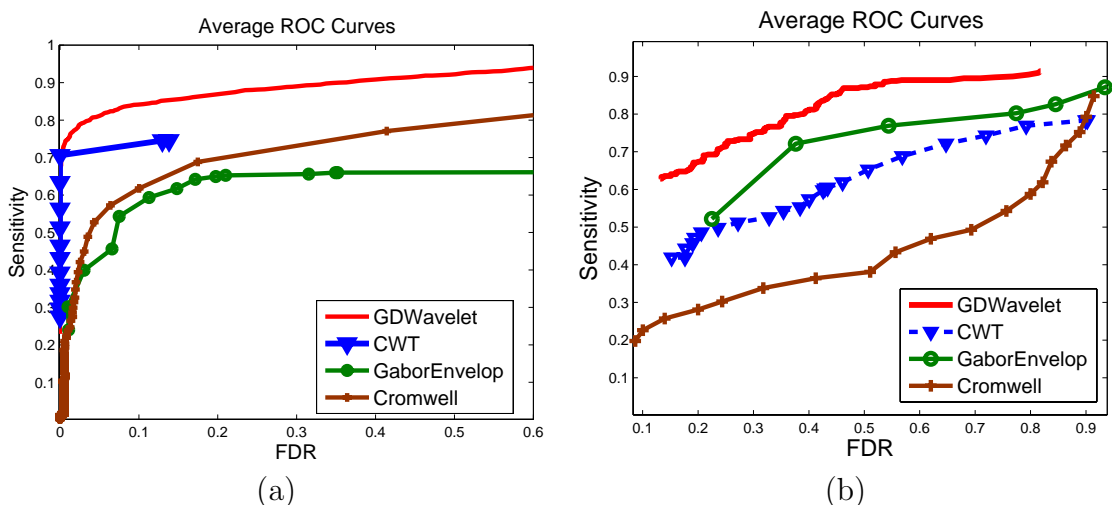 Average ROC Curves
1
0.9
0.8
0.7
0.6
0.5
0.4
0.3
0.2
0.1
Sensitivity
0 0.1 0.2 0.3 0.4 0.5 0.6
FDR
GDWavelet
CWT
GaborEnvelop
Cromwell
(a)
Average ROC Curves
0.9
0.8
0.7
0.6
0.5
0.4
0.3
0.2
0.1
Sensitivity
0.1 0.2 0.3 0.4 0.5 0.6 0.7 0.8 0.9
FDR
GDWavelet
CWT
GaborEnvelop
Cromwell
(b)